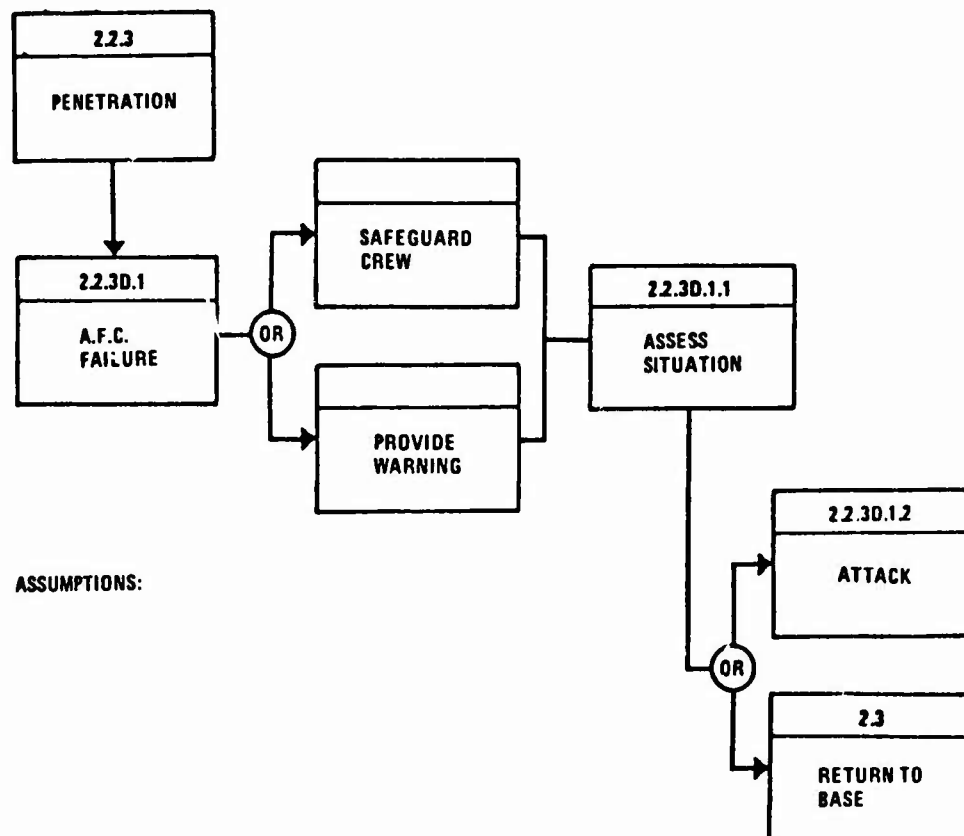 2.2.3
PENETRATION
2.2.3D.1
A.F.C.
FAILURE
OR
SAFEGUARD
CREW
PROVIDE
WARNING
2.2.3D.1.1
ASSESS
SITUATION
ASSUMPTIONS:
OR
2.2.3D.1.2
ATTACK
2.3
RETURN TO
BASE